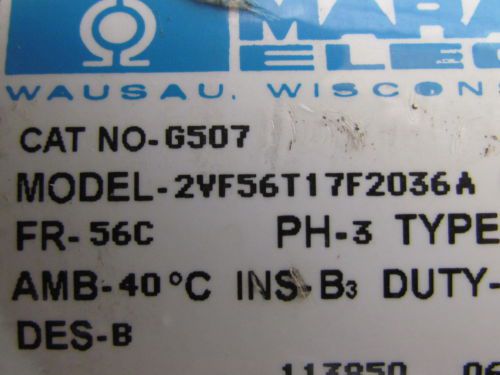 WAUSAU, WISCONS
CAT NO-G507
MODEL-2VF56T17F2036A
FR-56C PH-3 TYPE
AMB-40°C INS-B3 DUTY-
DES-B